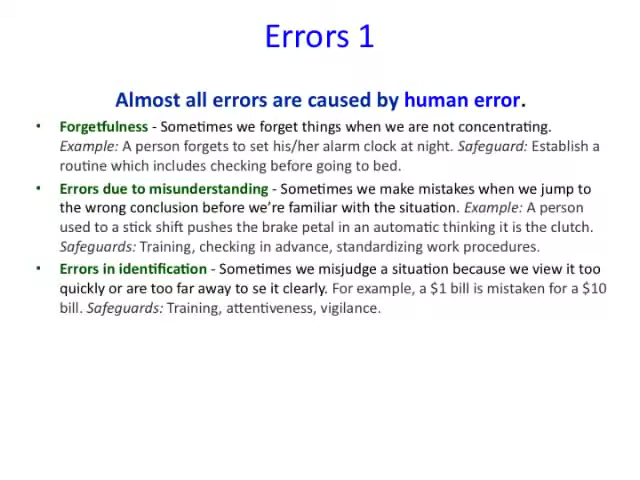 Errors 1
Almost all errors are caused by human error.
• Forgetfulness - Sometimes we forget things when we are not concentrating.
Example: A person forgets to set his/her alarm clock at night. Safeguard: Establish a
routine which includes checking before going to bed.
• Errors due to misunderstanding - Sometimes we make mistakes when we jump to
the wrong conclusion before we’re familiar with the situation. Example: A person
used to a stick shift pushes the brake petal in an automatic thinking it is the clutch.
Safeguards: Training, checking in advance, standardizing work procedures.
• Errors in identification - Sometimes we misjudge a situation because we view it too
quickly or are too far away to se it clearly. For example, a $1 bill is mistaken for a $10
bill. Safeguards: Training, attentiveness, vigilance.